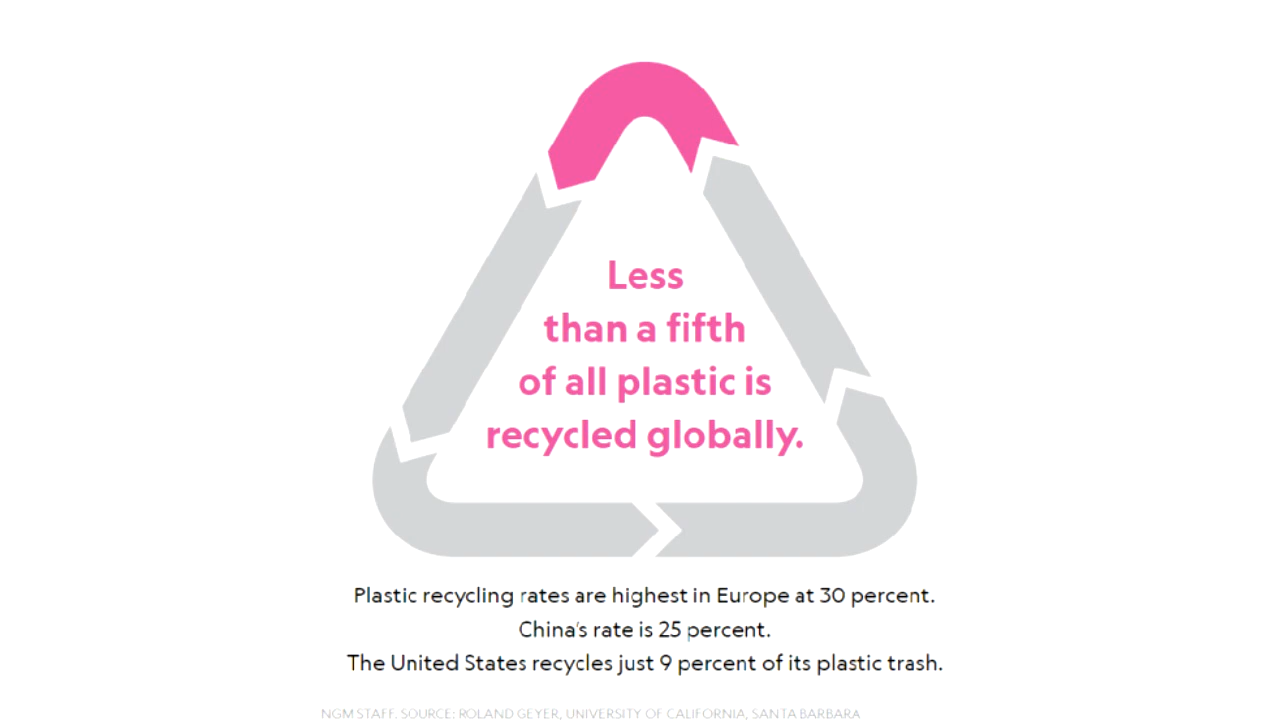 Less
than a fifth
of all plastic is
recycled globally.
Plastic recycling rates are highest in Europe at 30 percent.
China's rate is 25 percent.
The United States recycles just 9 percent of its plastic trash.
NGM STAFF. SOURCE: ROLAND GEYER, UNIVERSITY OF CALIFORNIA, SANTA BARBARA